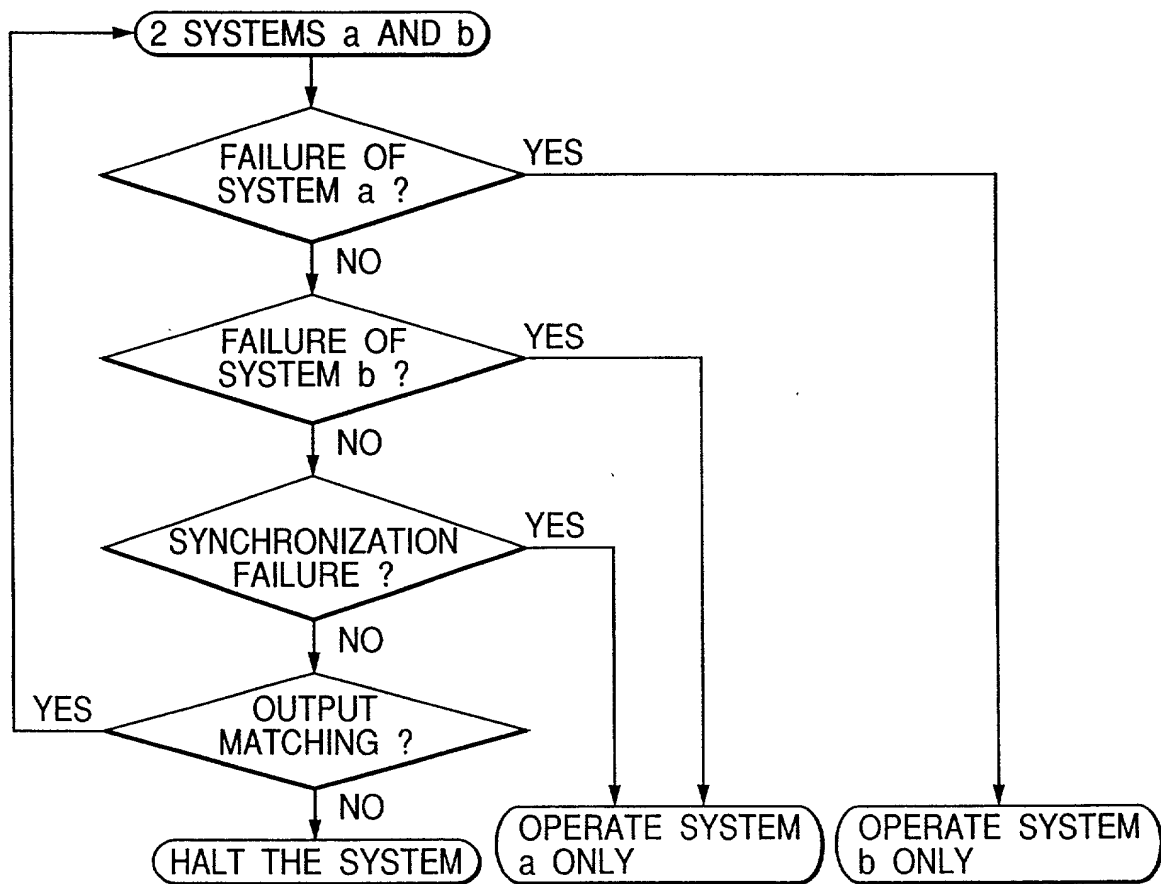 2 SYSTEMS a AND b
FAILURE OF
SYSTEM a ?
YES
NO
FAILURE OF
SYSTEM b ?
YES
NO
SYNCHRONIZATION
FAILURE ?
YES
NO
OUTPUT
MATCHING ?
YES
NO
HALT THE SYSTEM
OPERATE SYSTEM
a ONLY
OPERATE SYSTEM
b ONLY